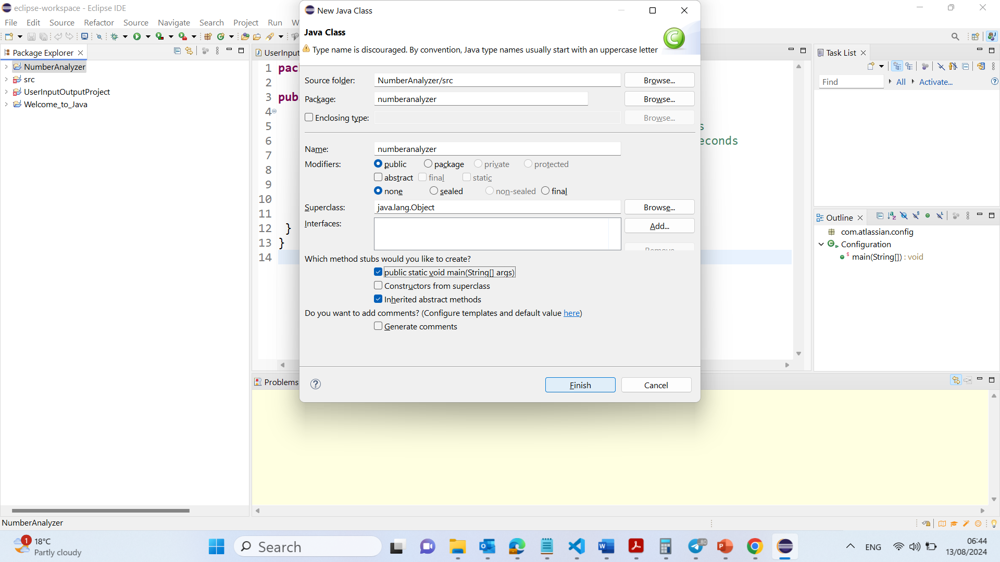 eclipse-workspace - Eclipse IDE
File Edit Source Refactor Source Navigate Search Project Run W
Package Explorer
NumberAnalyzer
src
UserInputOutputProject
Welcome_to_Java
UserInput
1 pac
2
3 pub
4
5 s
6 econds
7
8
9
10
11
12 }
13 }
14
New Java Class
Java Class
Type name is discouraged. By convention, Java type names usually start with an uppercase letter
Source folder: NumberAnalyzer/src Browse...
Package: numberanalyzer Browse...
Enclosing type: Browse...
Name: numberanalyzer
Modifiers: public package private protected
abstract final static
none sealed non-sealed final
Superclass: java.lang.Object Browse...
Interfaces: Add...
Remove
Which method stubs would you like to create?
public static void main(String[] args)
Constructors from superclass
Inherited abstract methods
Do you want to add comments? (Configure templates and default value here)
Generate comments
Finish Cancel
Task List
Find All Activate...
Outline
com.atlassian.config
Configuration
main(String[]) : void
Problems
NumberAnalyzer
1
18°C
Partly cloudy
Search
80
ENG
06:44
13/08/2024